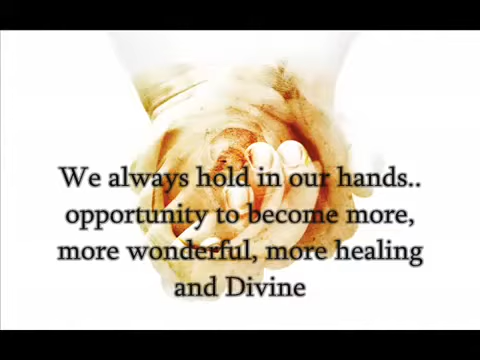 We always hold in our hands..
opportunity to become more,
more wonderful, more healing
and Divine